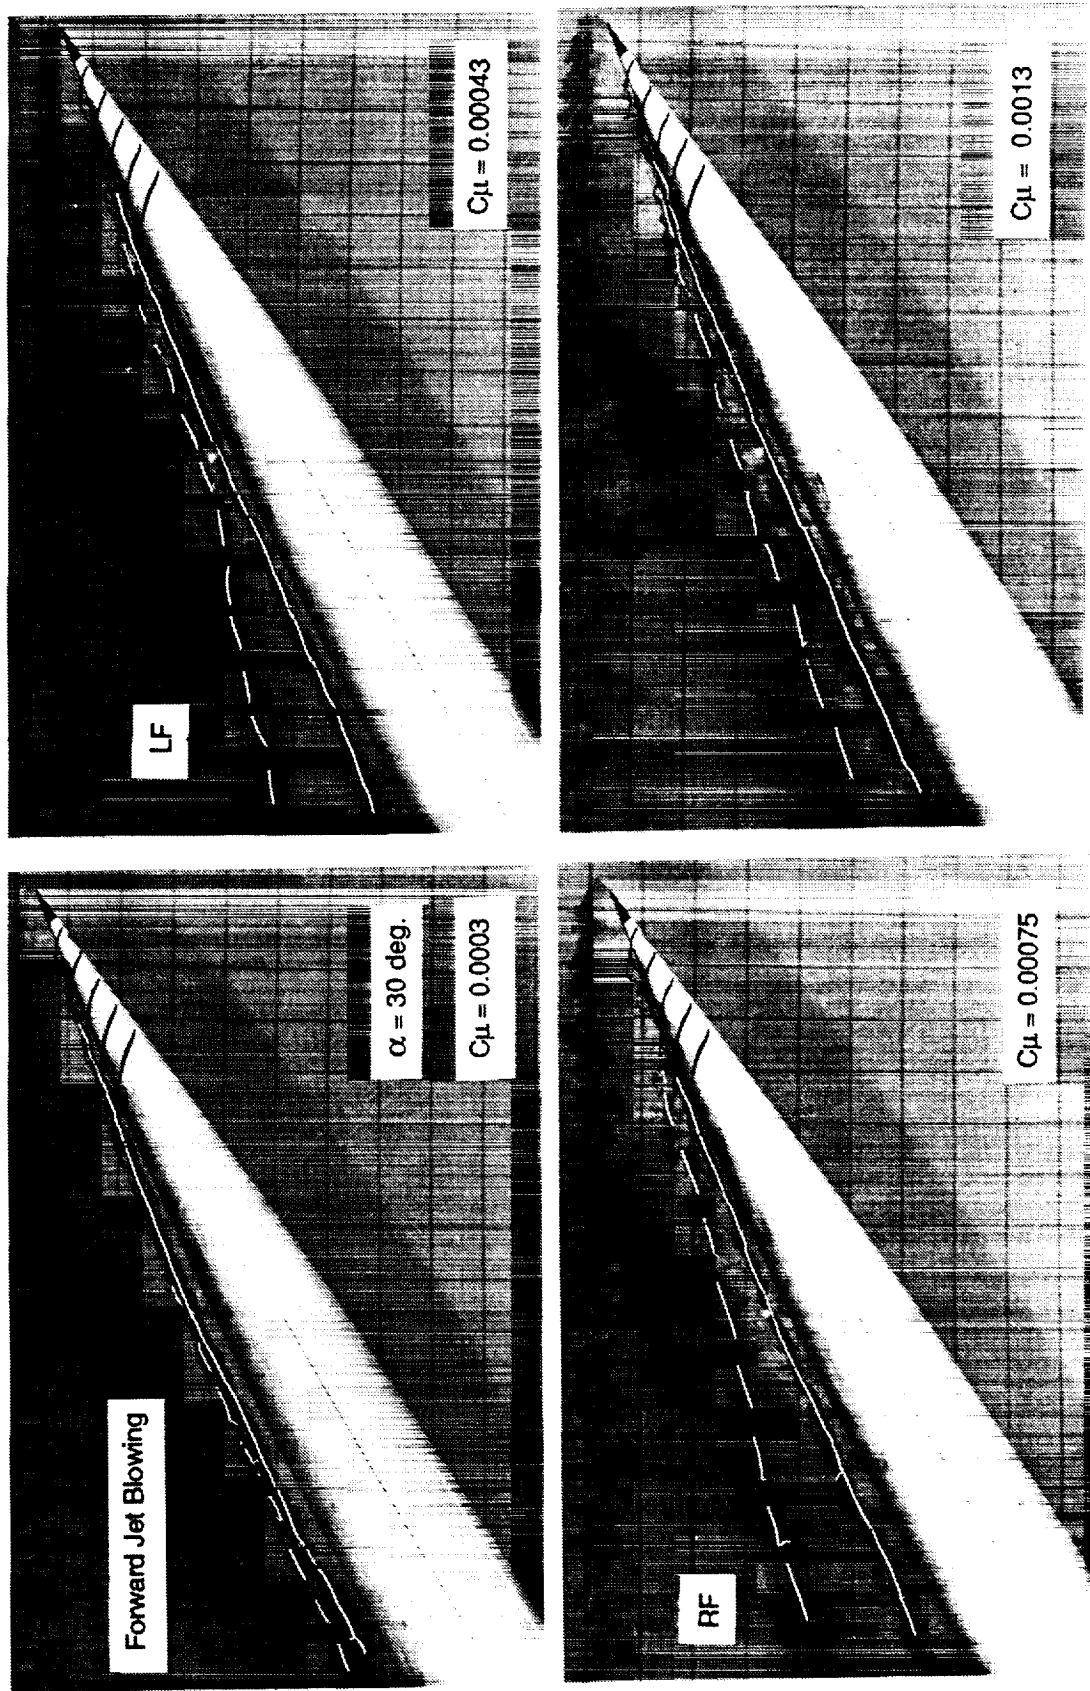 Forward Jet Blowing
α = 30 deg.
Cμ = 0.0003
LF
Cμ = 0.00043
RF
Cμ = 0.00075
Cμ = 0.0013